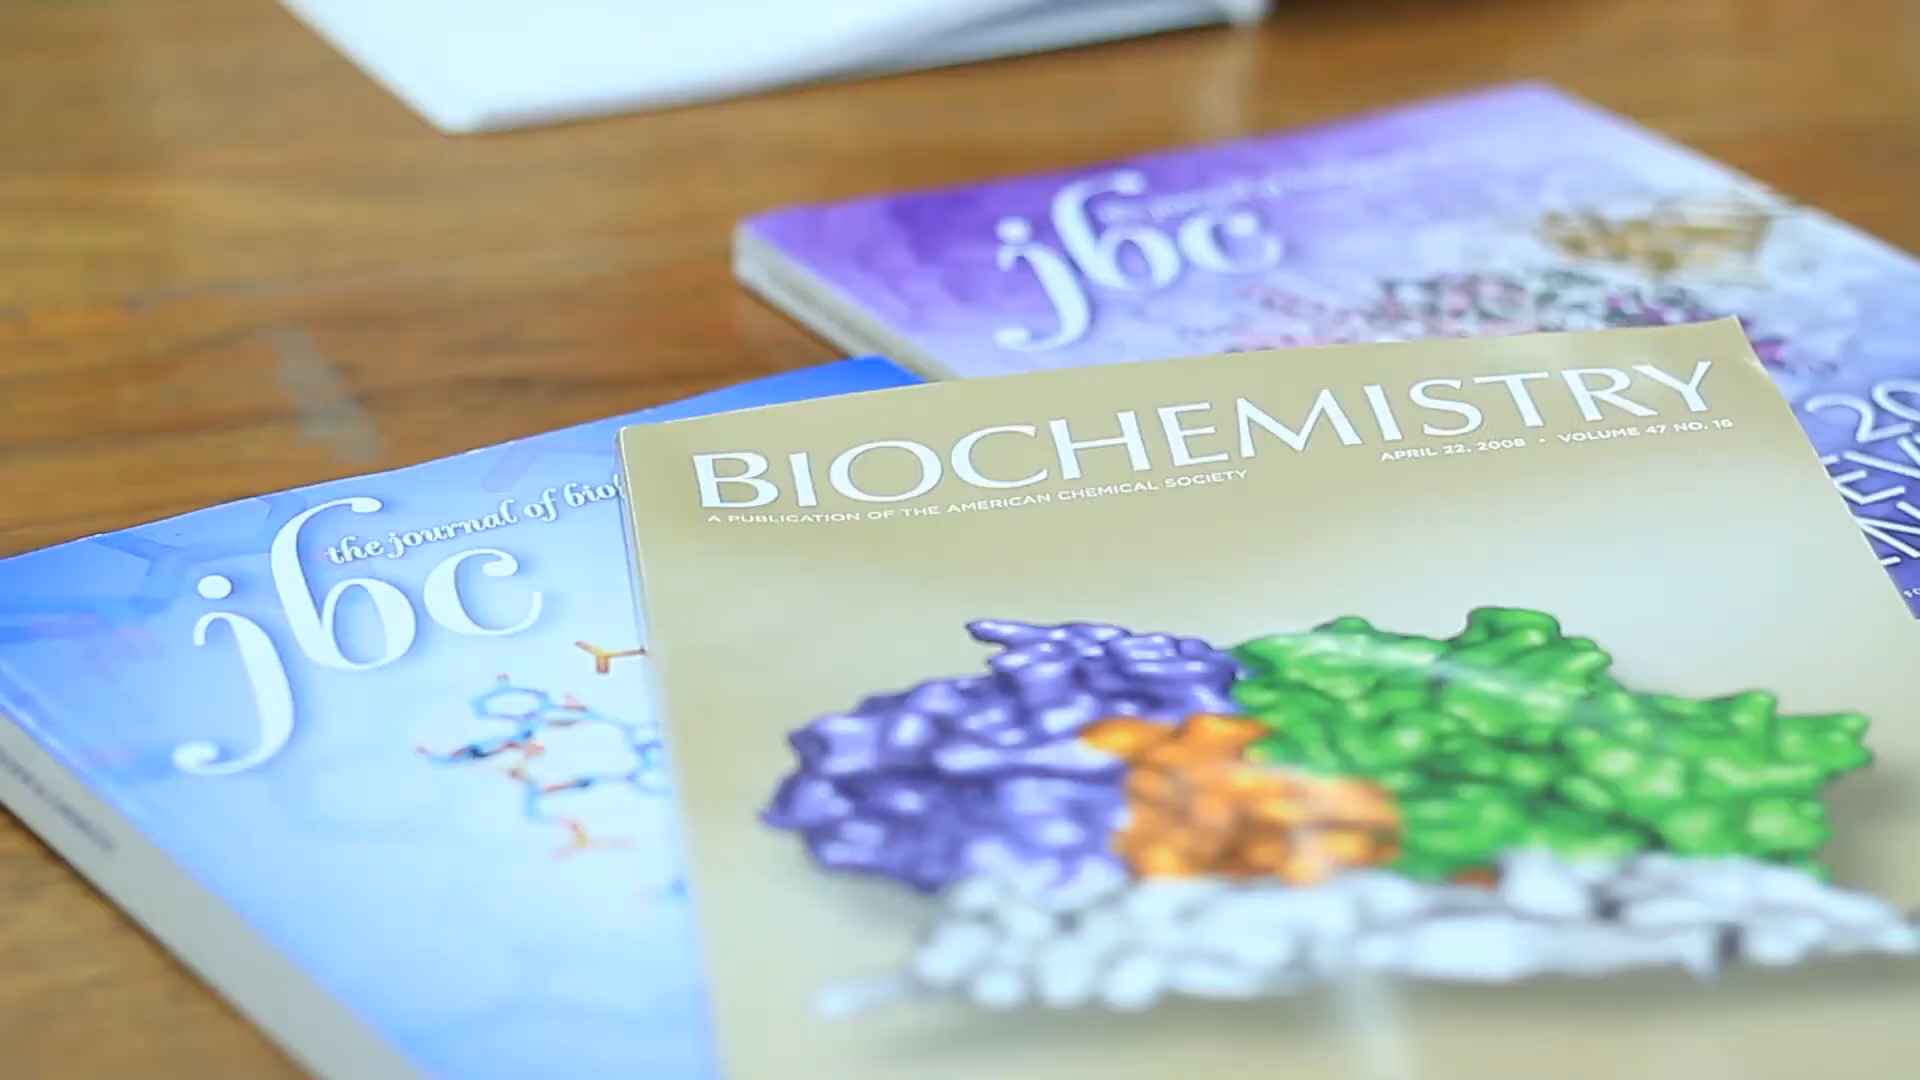 jbc
BIOCHEMISTRY
APRIL 22, 2008 • VOLUME 47 NO. 16
A PUBLICATION OF THE AMERICAN CHEMICAL SOCIETY
20
the journal of bio
jbc